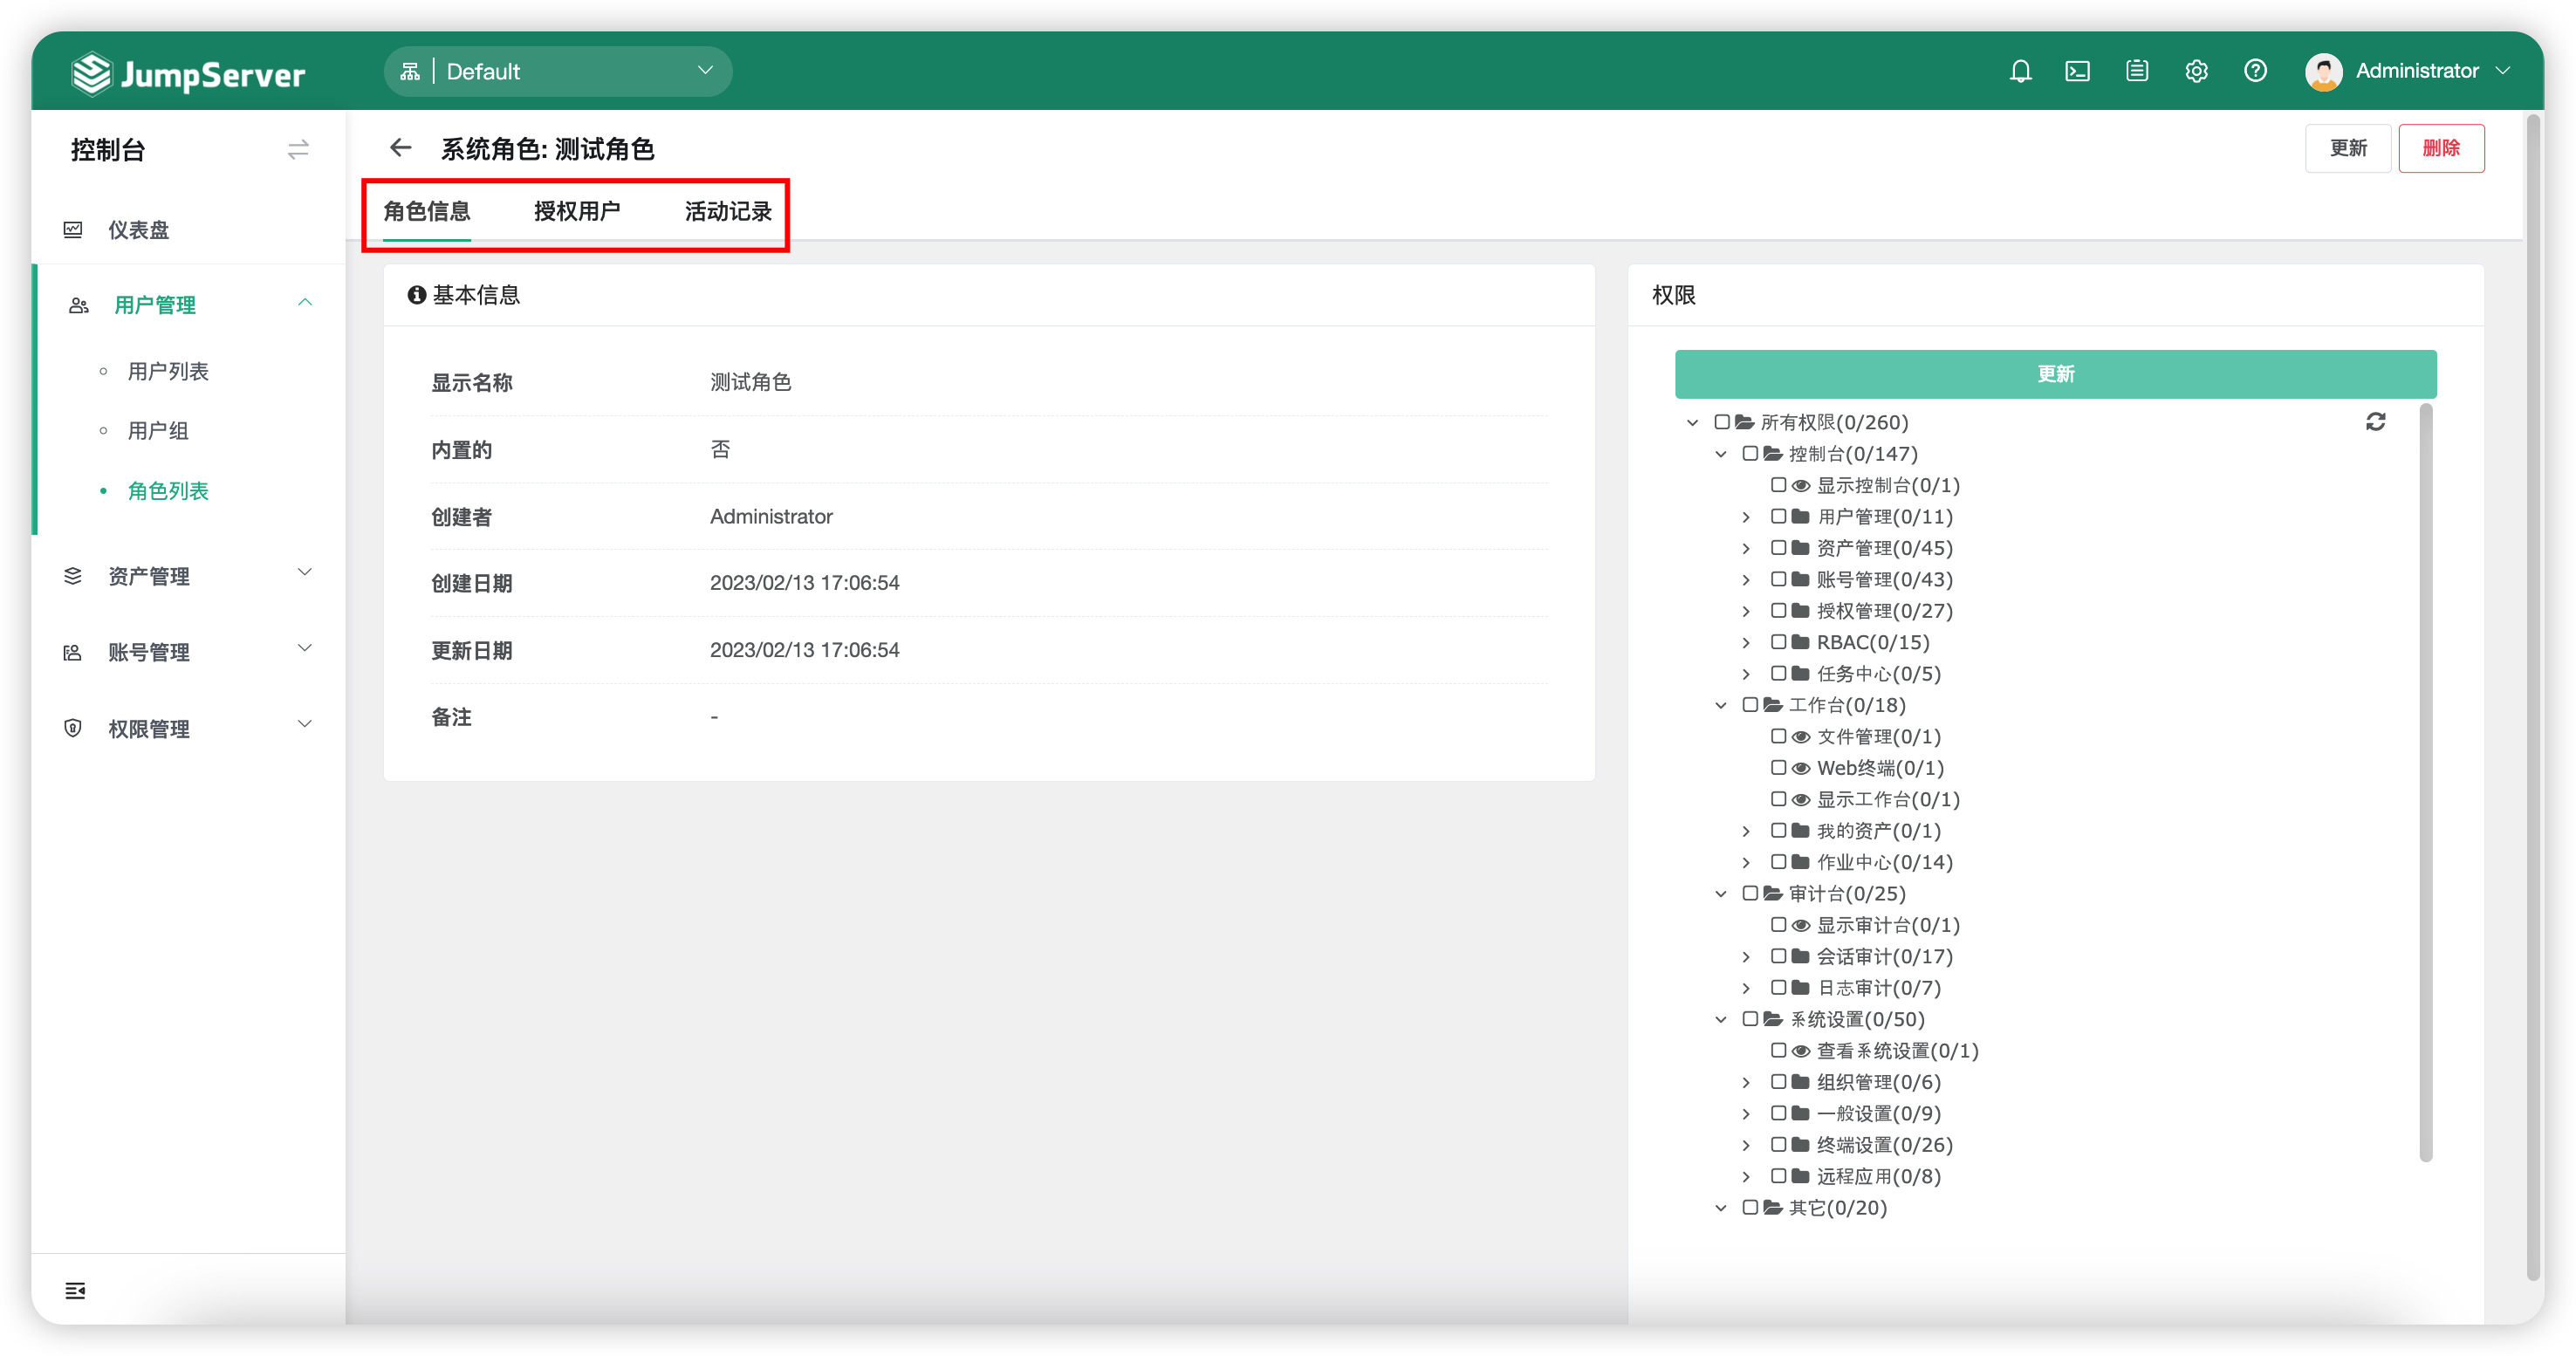 JumpServer
Default
Administrator
控制台
系统角色: 测试角色
更新
删除
角色信息
授权用户
活动记录
仪表盘
用户管理
用户列表
用户组
角色列表
资产管理
账号管理
权限管理
基本信息
显示名称
测试角色
内置的
否
创建者
Administrator
创建日期
2023/02/13 17:06:54
更新日期
2023/02/13 17:06:54
备注
-
权限
更新
所有权限(0/260)
控制台(0/147)
显示控制台(0/1)
用户管理(0/11)
资产管理(0/45)
账号管理(0/43)
授权管理(0/27)
RBAC(0/15)
任务中心(0/5)
工作台(0/18)
文件管理(0/1)
Web终端(0/1)
显示工作台(0/1)
我的资产(0/1)
作业中心(0/14)
审计台(0/25)
显示审计台(0/1)
会话审计(0/17)
日志审计(0/7)
系统设置(0/50)
查看系统设置(0/1)
组织管理(0/6)
一般设置(0/9)
终端设置(0/26)
远程应用(0/8)
其它(0/20)